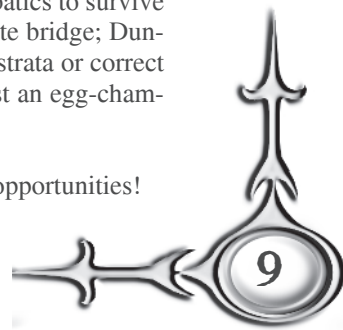 batics to survive
te bridge; Dun-
strata or correct
st an egg-cham-
opportunities!
9